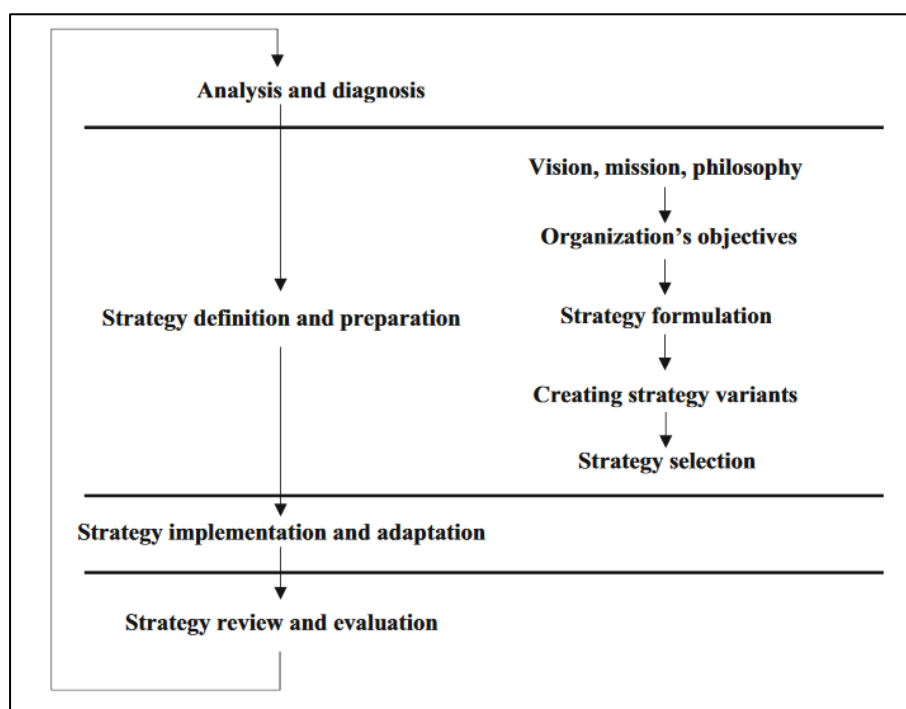 Analysis and diagnosis
Vision, mission, philosophy
Organization's objectives
Strategy definition and preparation
Strategy formulation
Creating strategy variants
Strategy selection
Strategy implementation and adaptation
Strategy review and evaluation